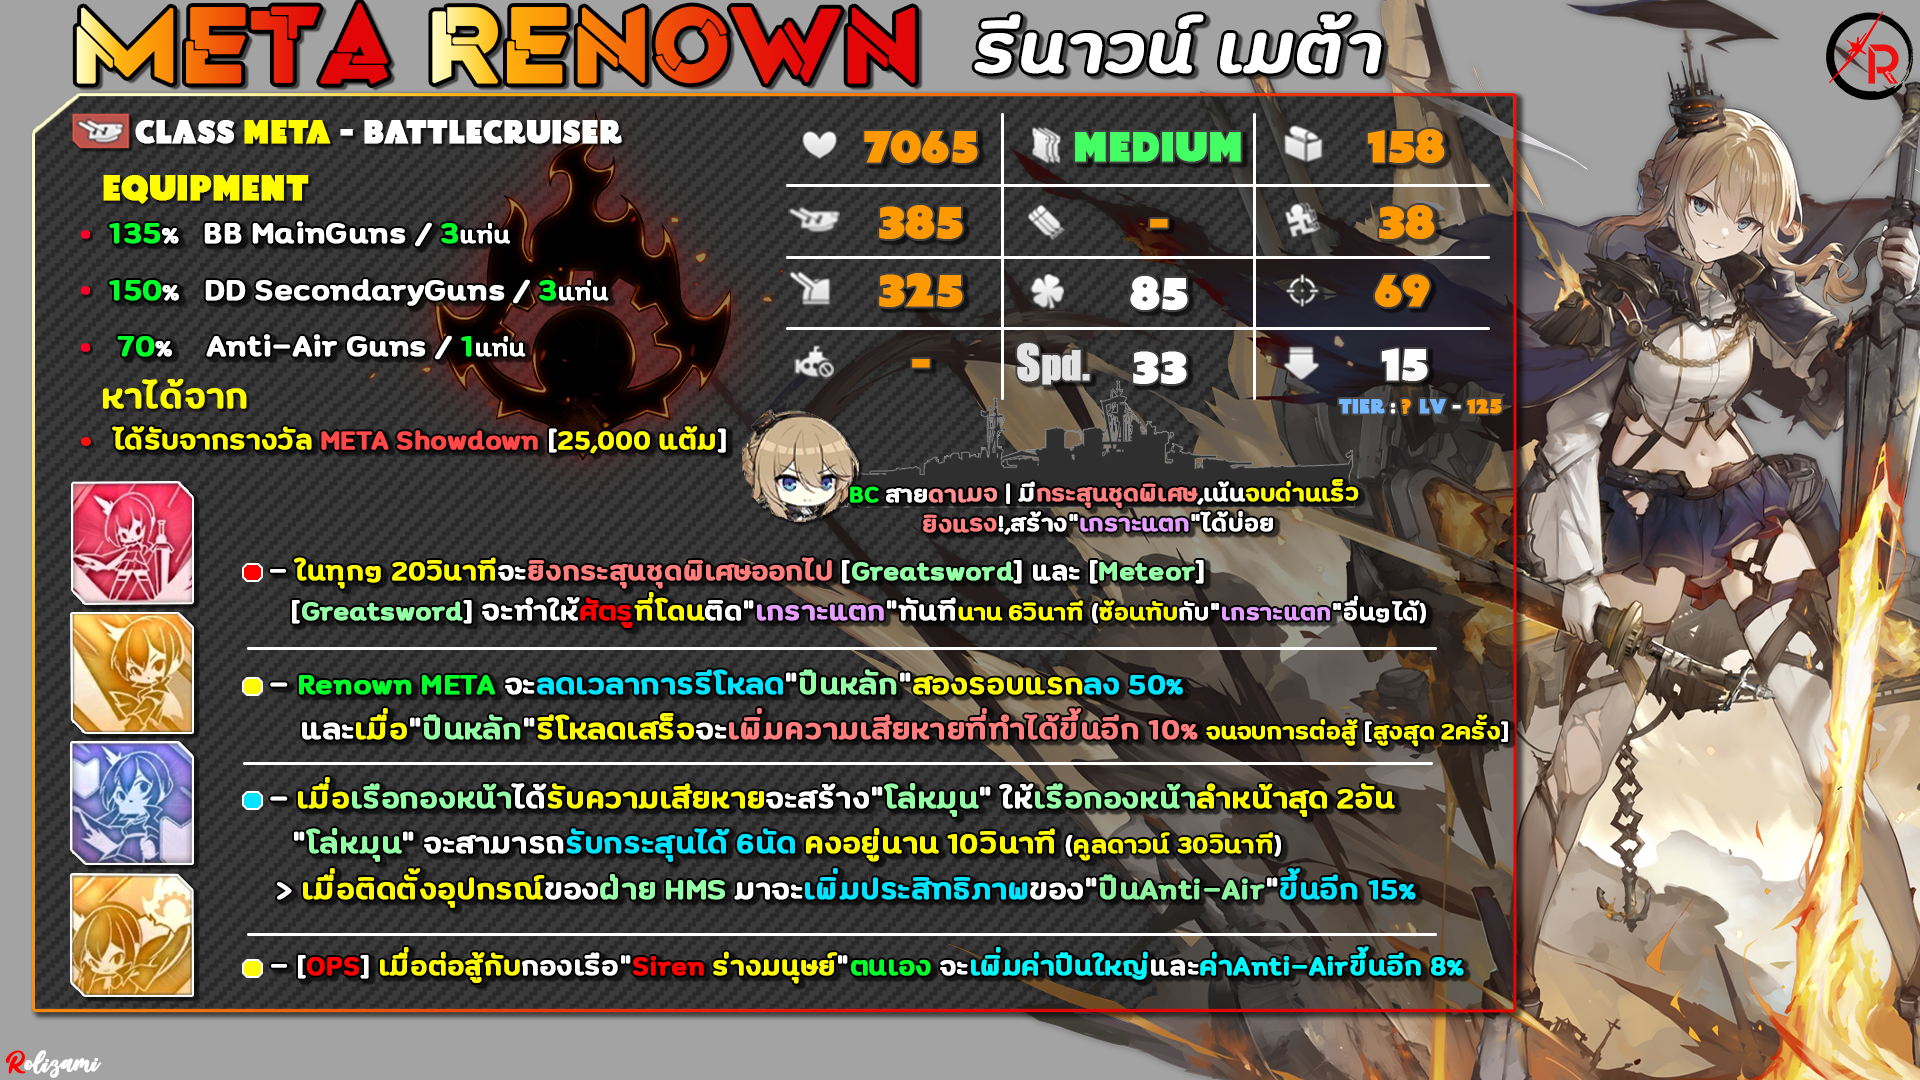 META RENOWN รีนาวน์ เมต้า
R
CLASS META - BATTLECRUISER
EQUIPMENT
135% BB MainGuns / 3แท่น
150% DD SecondaryGuns / 3แท่น
70% Anti-Air Guns / 1แท่น
หาได้จาก
ได้รับจากรางวัล META Showdown [25,000 แต้ม]
7065 MEDIUM 158
385 - 38
325 85 69
- Spd. 33 15
TIER : ? LV - 125
BC สายดาเมจ | มีกระสุนชุดพิเศษ,เน้นจบด่านเร็ว
ยิงแรง!,สร้าง"เกราะแตก"ได้บ่อย
- ในทุกๆ 20วินาทีจะยิงกระสุนชุดพิเศษออกไป [Greatsword] และ [Meteor]
[Greatsword] จะทำให้ศัตรูที่โดนติด"เกราะแตก"ทันทีนาน 6วินาที (ซ้อนทับกับ"เกราะแตก"อื่นๆได้)
- Renown META จะลดเวลาการรีโหลด"ปืนหลัก"สองรอบแรกลง 50%
และเมื่อ"ปืนหลัก"รีโหลดเสร็จจะเพิ่มความเสียหายที่ทำได้ขึ้นอีก 10% จนจบการต่อสู้ [สูงสุด 2ครั้ง]
- เมื่อเรือกองหน้าได้รับความเสียหายจะสร้าง"โล่หมุน" ให้เรือกองหน้าลำหน้าสุด 2อัน
"โล่หมุน" จะสามารถรับกระสุนได้ 6นัด คงอยู่นาน 10วินาที (คูลดาวน์ 30วินาที)
> เมื่อติดตั้งอุปกรณ์ของฝ่าย HMS มาจะเพิ่มประสิทธิภาพของ"ปืนAnti-Air"ขึ้นอีก 15%
- [OPS] เมื่อต่อสู้กับกองเรือ"Siren ร่างมนุษย์"ตนเอง จะเพิ่มค่าปืนใหญ่และค่าAnti-Airขึ้นอีก 8%
Rolizami